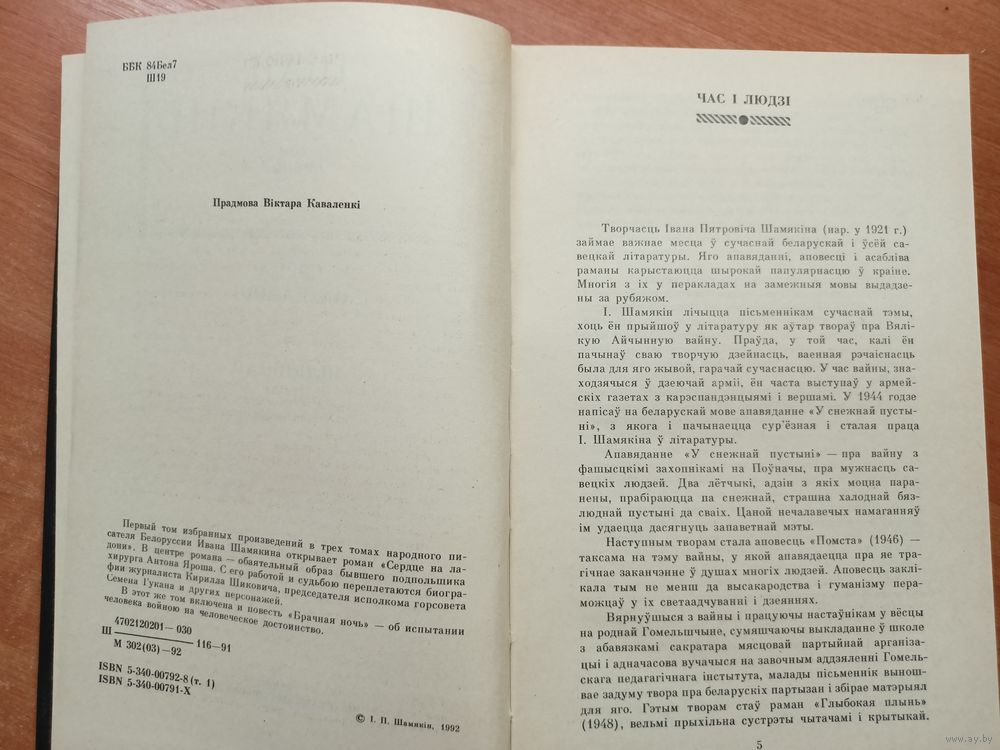 ББК 84Бел7
Ш19
Прадмова Віктара Каваленкі
Первый том избранных произведений в трех томах народного пи-
сателя Белоруссии Ивана Шамякина открывает роман «Сердце на ла-
дони». В центре романа — обаятельный образ бывшего подпольщика
хирурга Антона Яроша. С его работой и судьбою переплетаются биогра-
фии журналиста Кирилла Шиковича, председателя исполкома горсовета
Семена Гукана и других персонажей.
В этот же том включена и повесть «Брачная ночь» — об испытании
человека войною на человеческое достоинство.
Ш 4702120201—030 116—91
М 302(03)—92
ISBN 5-340-00792-8 (т. 1)
ISBN 5-340-00791-X
© І. П. Шамякін, 1992
ЧАС І ЛЮДЗІ
Творчасць Івана Пятровіча Шамякіна (нар. у 1921 г.)
займае важнае месца ў сучаснай беларускай і ўсёй са-
вецкай літаратуры. Яго апавяданні, аповесці і асабліва
раманы карыстаюцца шырокай папулярнасцю ў краіне.
Многія з іх у перакладах на замежныя мовы выдадзе-
ны за рубяжом.
І. Шамякін лічыцца пісьменнікам сучаснай тэмы,
хоць ён прыйшоў у літаратуру як аўтар твораў пра Вялі-
кую Айчынную вайну. Праўда, у той час, калі ён
пачынаў сваю творчую дзейнасць, ваенная рэчаіснасць
была для яго жывой, гарачай сучаснасцю. У час вайны, зна-
ходзячыся ў дзеючай арміі, ён часта выступаў у армей-
скіх газетах з карэспандэнцыямі і вершамі. У 1944 годзе
напісаў на беларускай мове апавяданне «У снежнай пусты-
ні», з якога і пачынаецца сур'ёзная і сталая праца
І. Шамякіна ў літаратуры.
Апавяданне «У снежнай пустыні» — пра вайну з
фашысцкімі захопнікамі на Поўначы, пра мужнасць са-
вецкіх людзей. Два лётчыкі, адзін з якіх моцна пара-
нены, прабіраюцца па снежнай, страшна халоднай бяз-
люднай пустыні да сваіх. Цаной нечалавечых намаганняў
ім удаецца дасягнуць запаветнай мэты.
Наступным творам стала аповесць «Помста» (1946) —
таксама на тэму вайны, у якой апавядаецца пра яе тра-
гічнае заканчэнне ў душах многіх людзей. Аповесць заклі-
кала тым не менш да высакародства і гуманізму пера-
можцаў у іх светаадчуванні і дзеяннях.
Вярнуўшыся з вайны і працуючы настаўнікам у вёсцы
на роднай Гомельшчыне, сумяшчаючы выкладанне ў школе
з абавязкамі сакратара мясцовай партыйнай арганіза-
цыі і адначасова вучачыся на завочным аддзяленні Гомель-
скага педагагічнага інстытута, малады пісьменнік вынош-
вае задуму твора пра беларускіх партызан і збірае матэрыял
для яго. Гэтым творам стаў раман «Глыбокая плынь»
(1948), вельмі прыхільна сустрэты чытачамі і крытыкай.
5
www.ay.by